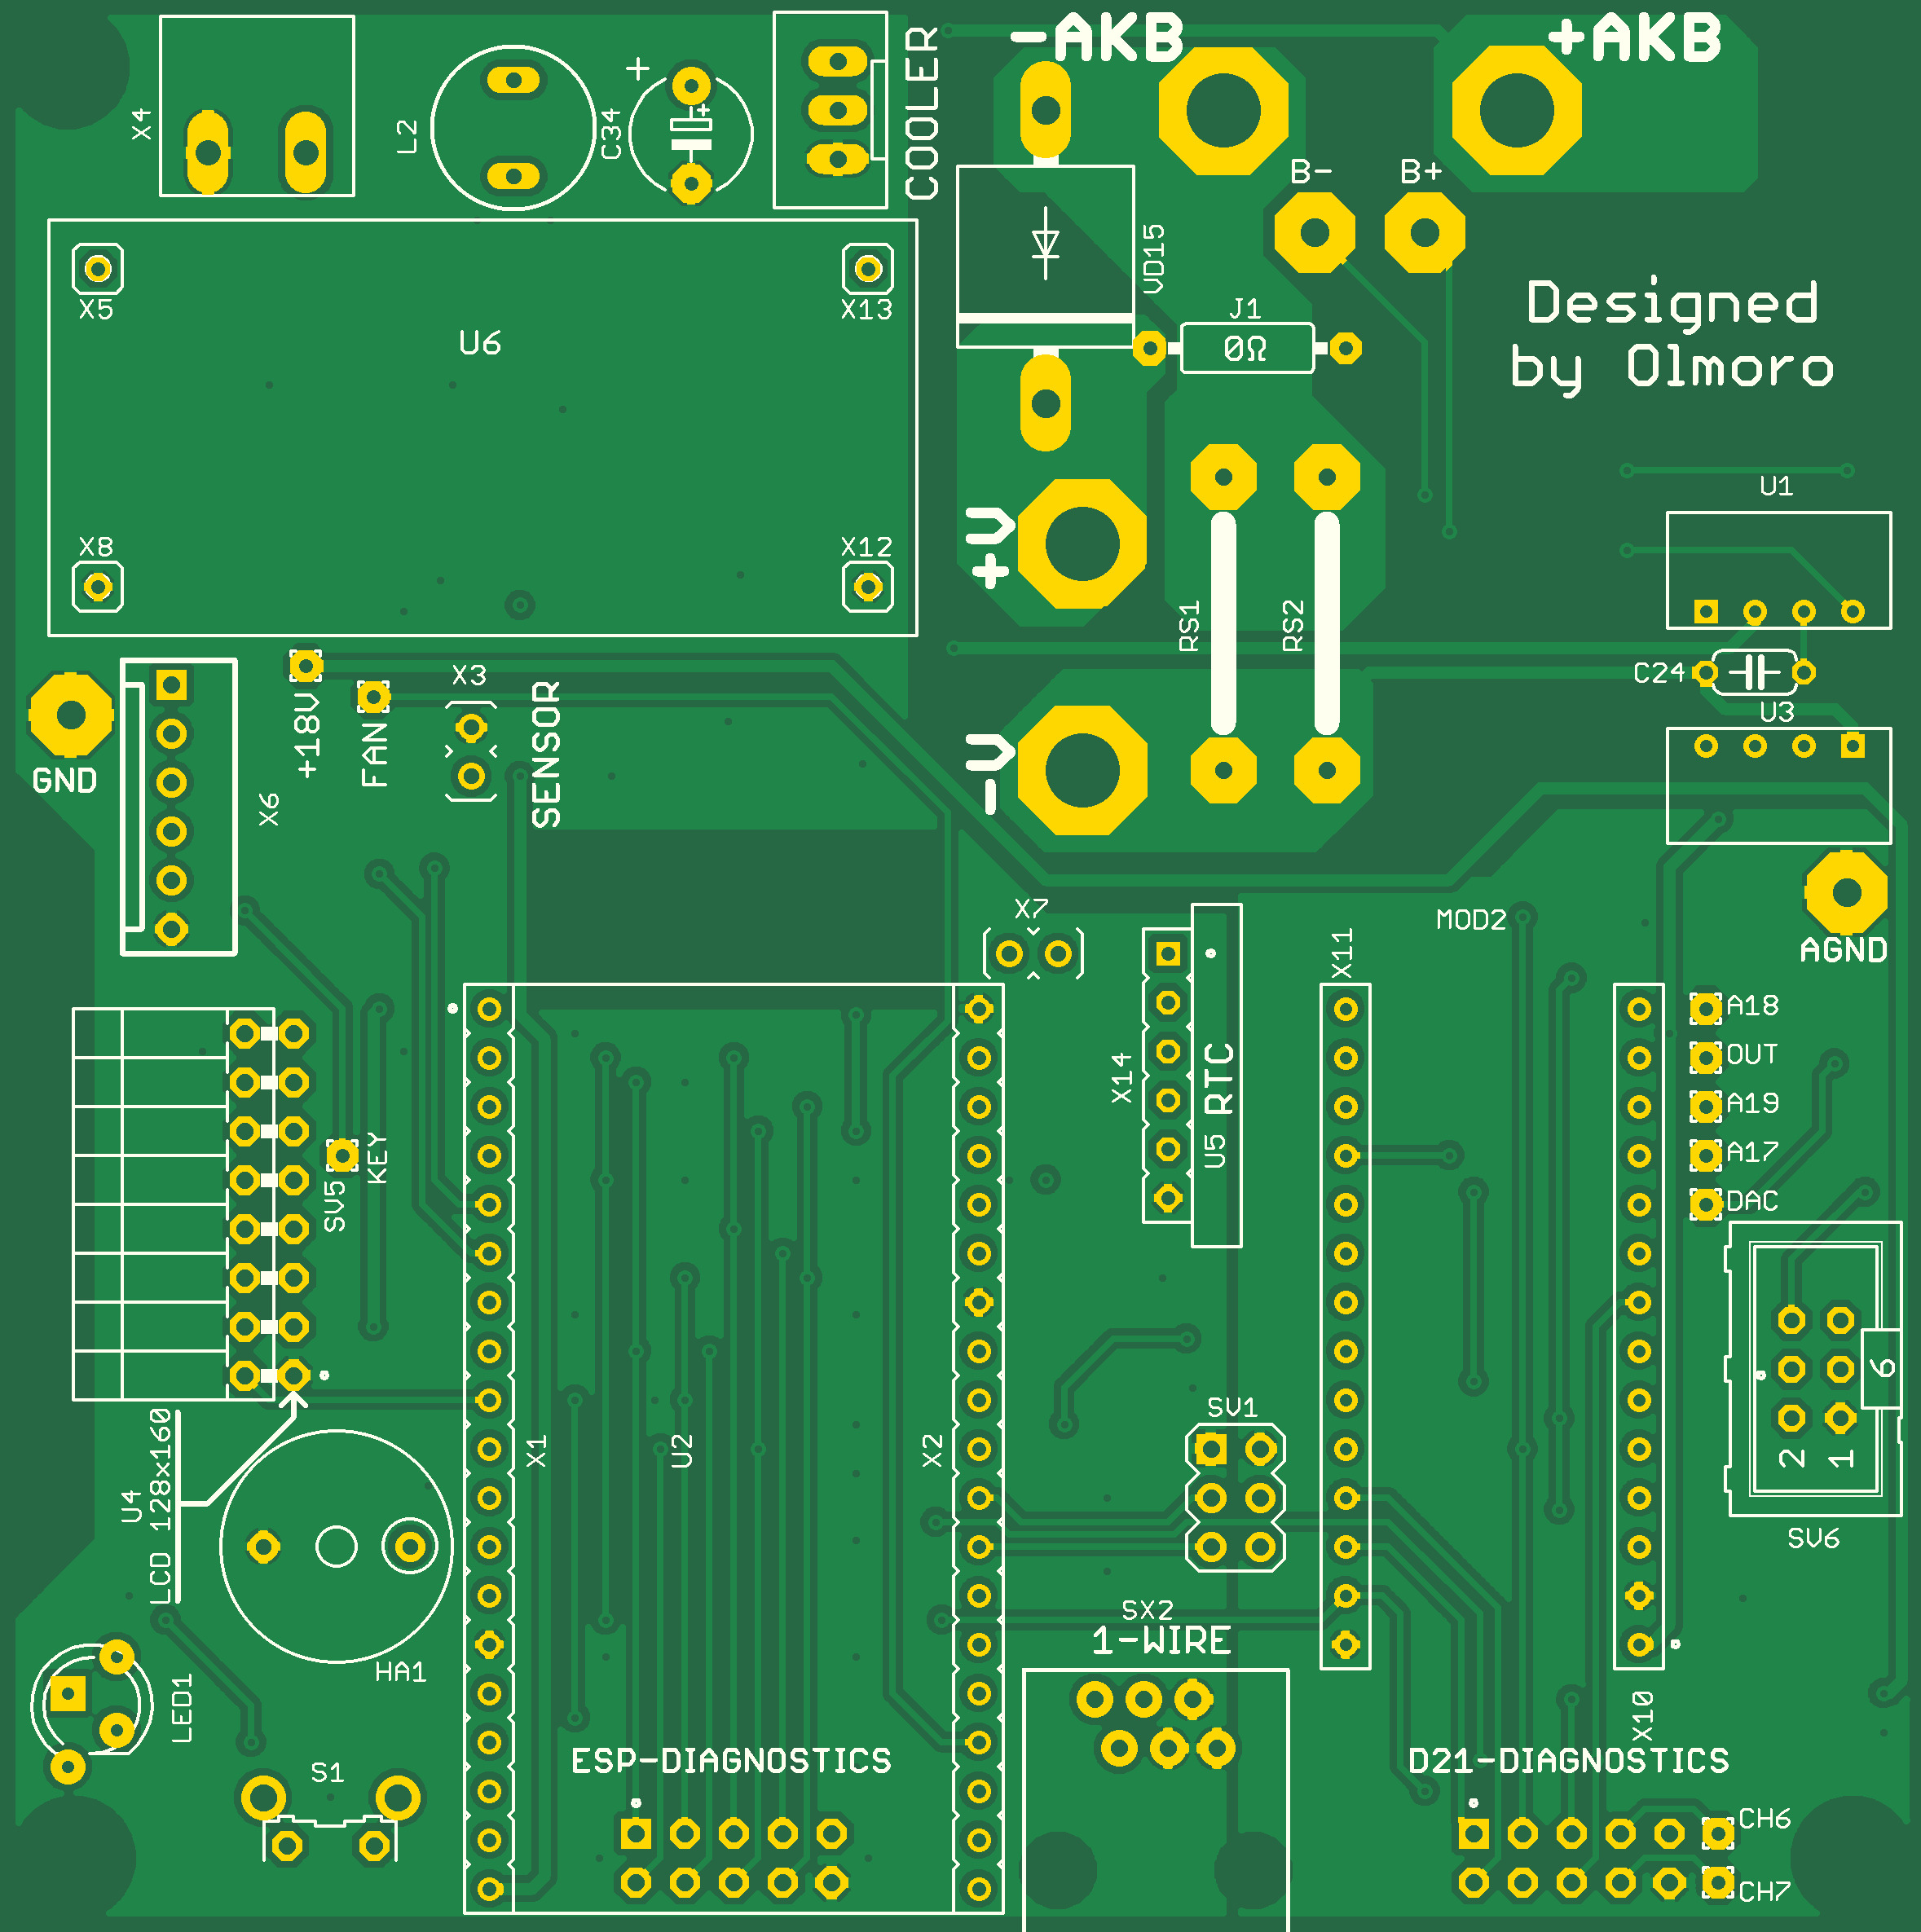 -AKB
+AKB
X4
L2
C34
+
+
COOLER
B-
B+
VD15
Designed
by Olmoro
X5
X13
U6
J1
0Ω
X8
X12
+V
RS1
RS2
U1
C24
U3
X3
SENSOR
+18V
FAN
GND
X6
-V
AGND
X7
MOD2
X11
X14
RTC
U5
A18
OUT
A19
A17
DAC
KEY
SV5
6
2
1
SV6
SV1
X1
U2
X2
U4
LCD 128x160
HA1
SX2
1-WIRE
LED1
S1
X10
ESP-DIAGNOSTICS
D21-DIAGNOSTICS
CH6
CH7